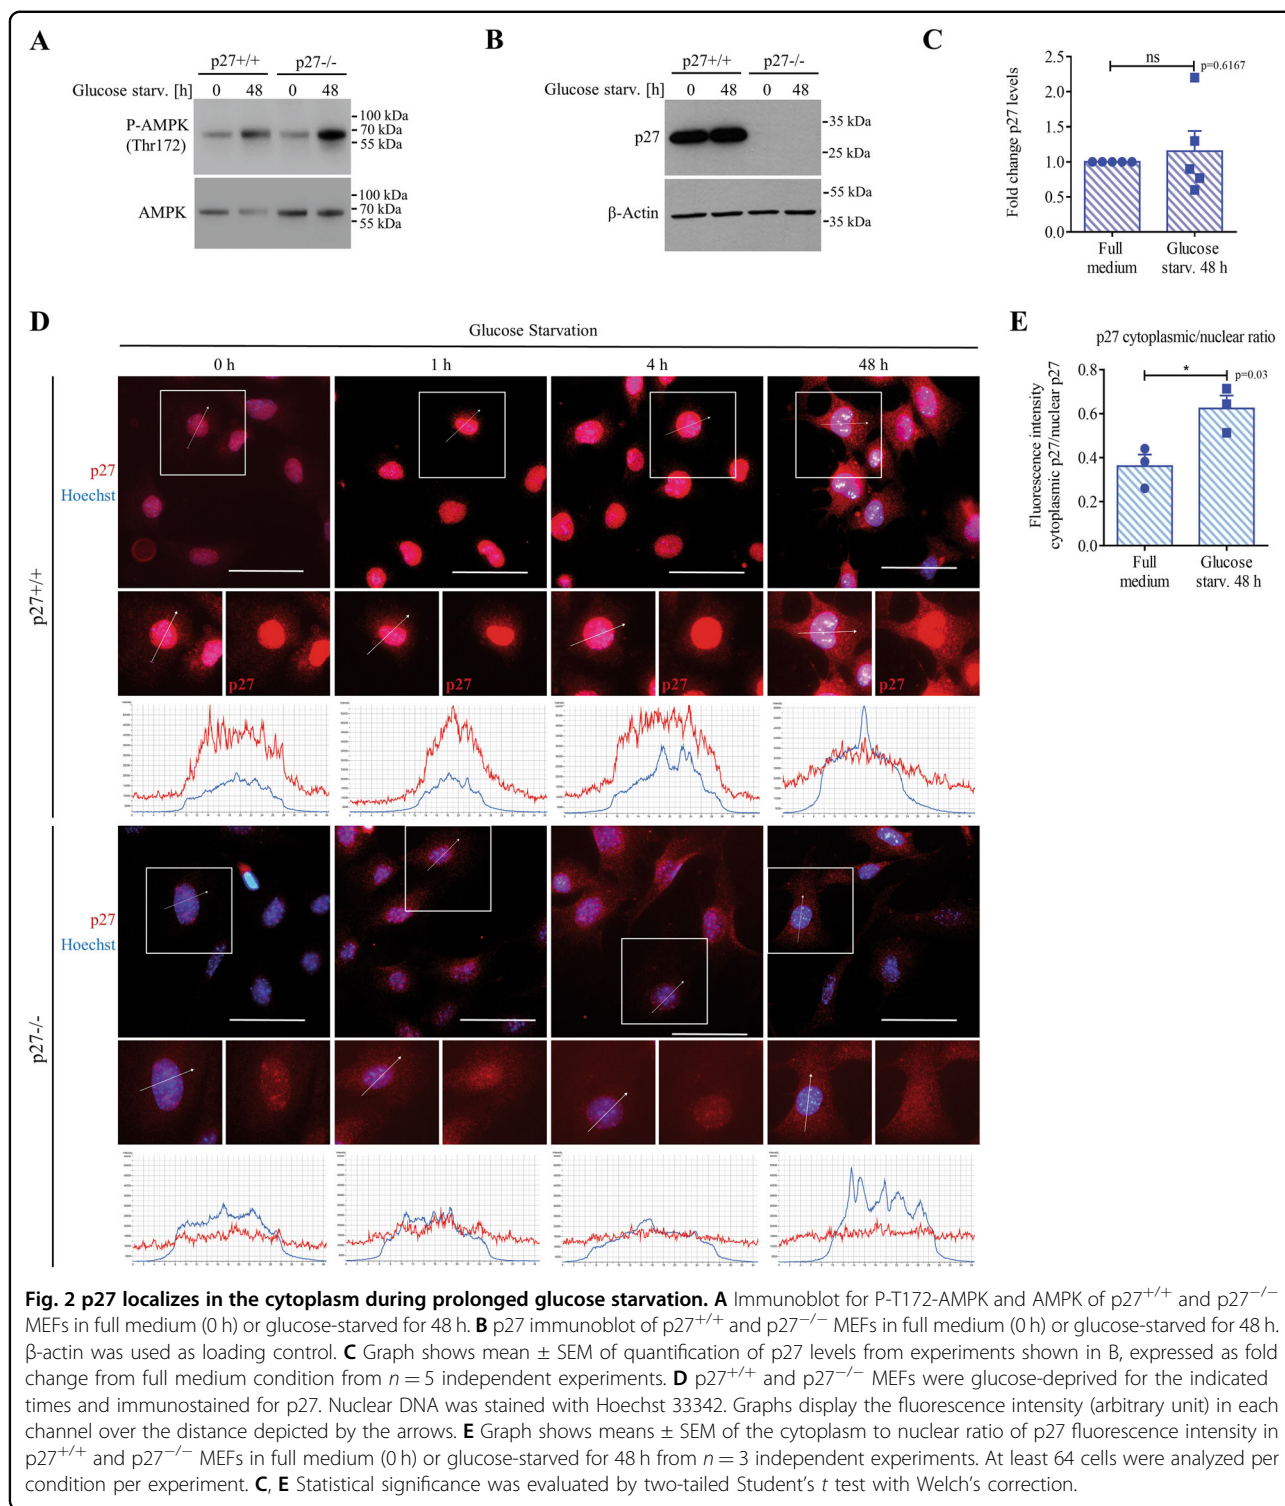 A
p27+/+ p27-/-
Glucose starv. [h] 0 48 0 48
P-AMPK
(Thr172)
100 kDa
70 kDa
55 kDa
AMPK
100 kDa
70 kDa
55 kDa
B
p27+/+ p27-/-
Glucose starv. [h] 0 48 0 48
p27
35 kDa
25 kDa
β-Actin
55 kDa
35 kDa
C
Fold change p27 levels
2.5
2.0
1.5
1.0
0.5
0.0
ns
p=0.6167
Full
medium
Glucose
starv. 48 h
D
Glucose Starvation
0 h 1 h 4 h 48 h
p27+/+
p27
Hoechst
p27 p27 p27 p27
p27-/-
p27
Hoechst
E
p27 cytoplasmic/nuclear ratio
Fluorescence intensity
cytoplasmic p27/nuclear p27
0.8
0.6
0.4
0.2
0.0
*
p=0.03
Full
medium
Glucose
starv. 48 h
Fig. 2 p27 localizes in the cytoplasm during prolonged glucose starvation. A Immunoblot for P-T172-AMPK and AMPK of p27+/+ and p27−/−
MEFs in full medium (0 h) or glucose-starved for 48 h. B p27 immunoblot of p27+/+ and p27−/− MEFs in full medium (0 h) or glucose-starved for 48 h.
β-actin was used as loading control. C Graph shows mean ± SEM of quantification of p27 levels from experiments shown in B, expressed as fold
change from full medium condition from n = 5 independent experiments. D p27+/+ and p27−/− MEFs were glucose-deprived for the indicated
times and immunostained for p27. Nuclear DNA was stained with Hoechst 33342. Graphs display the fluorescence intensity (arbitrary unit) in each
channel over the distance depicted by the arrows. E Graph shows means ± SEM of the cytoplasm to nuclear ratio of p27 fluorescence intensity in
p27+/+ and p27−/− MEFs in full medium (0 h) or glucose-starved for 48 h from n = 3 independent experiments. At least 64 cells were analyzed per
condition per experiment. C, E Statistical significance was evaluated by two-tailed Student's t test with Welch's correction.